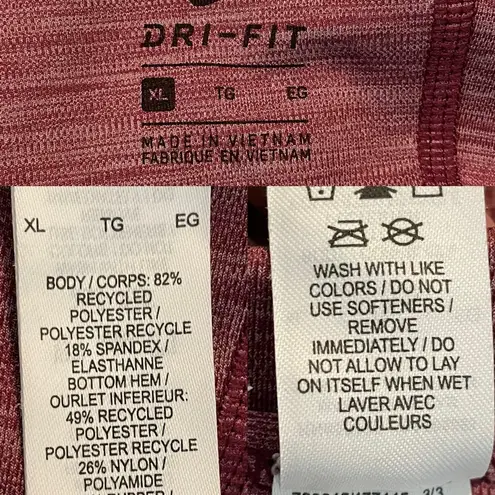 DRI-FIT
XL TG EG
MADE IN VIETNAM
FABRIQUE EN VIETNAM
XL TG EG
BODY / CORPS: 82%
RECYCLED
POLYESTER /
POLYESTER RECYCLE
18% SPANDEX /
ELASTHANNE
BOTTOM HEM /
OURLET INFERIEUR:
49% RECYCLED
POLYESTER /
POLYESTER RECYCLE
26% NYLON /
POLYAMIDE
WASH WITH LIKE
COLORS / DO NOT
USE SOFTENERS /
REMOVE
IMMEDIATELY / DO
NOT ALLOW TO LAY
ON ITSELF WHEN WET
LAVER AVEC
COULEURS
2/3